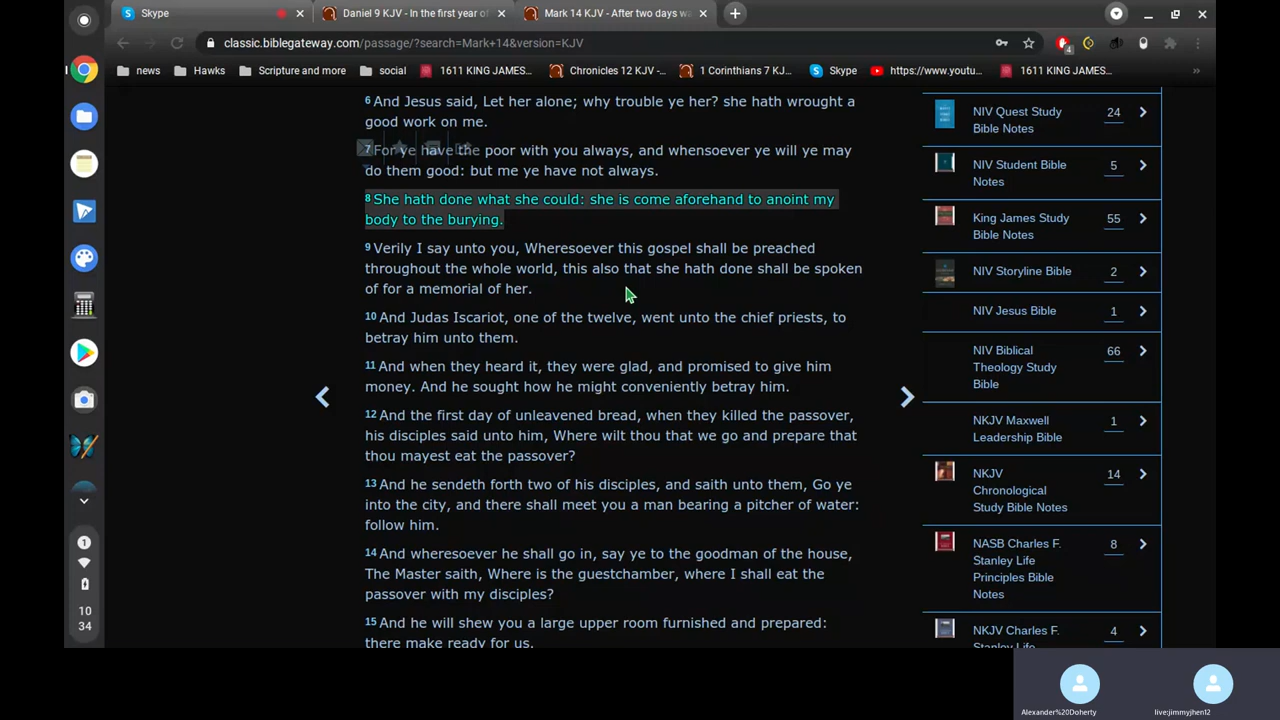 Skype
Daniel 9 KJV - In the first year of
Mark 14 KJV - After two days wa
classic.biblegateway.com/passage/?search=Mark+14&version=KJV
4
news
Hawks
Scripture and more
social
1611 KING JAMES...
Chronicles 12 KJV -...
1 Corinthians 7 KJ...
Skype
https://www.youtu...
1611 KING JAMES...
»
6 And Jesus said, Let her alone; why trouble ye her? she hath wrought a
good work on me.
7 For ye have the poor with you always, and whensoever ye will ye may
do them good: but me ye have not always.
8 She hath done what she could: she is come aforehand to anoint my
body to the burying.
9 Verily I say unto you, Wheresoever this gospel shall be preached
throughout the whole world, this also that she hath done shall be spoken
of for a memorial of her.
10 And Judas Iscariot, one of the twelve, went unto the chief priests, to
betray him unto them.
11 And when they heard it, they were glad, and promised to give him
money. And he sought how he might conveniently betray him.
12 And the first day of unleavened bread, when they killed the passover,
his disciples said unto him, Where wilt thou that we go and prepare that
thou mayest eat the passover?
13 And he sendeth forth two of his disciples, and saith unto them, Go ye
into the city, and there shall meet you a man bearing a pitcher of water:
follow him.
14 And wheresoever he shall go in, say ye to the goodman of the house,
The Master saith, Where is the guestchamber, where I shall eat the
passover with my disciples?
15 And he will shew you a large upper room furnished and prepared:
there make ready for us.
NIV Quest Study
Bible Notes
24
NIV Student Bible
Notes
5
King James Study
Bible Notes
55
NIV Storyline Bible
2
NIV Jesus Bible
1
NIV Biblical
Theology Study
Bible
66
NKJV Maxwell
Leadership Bible
1
NKJV
Chronological
Study Bible Notes
14
NASB Charles F.
Stanley Life
Principles Bible
Notes
8
NKJV Charles F.
Stanley Life
4
1
10
34
Alexander%20Doherty
live:jimmyjhen12